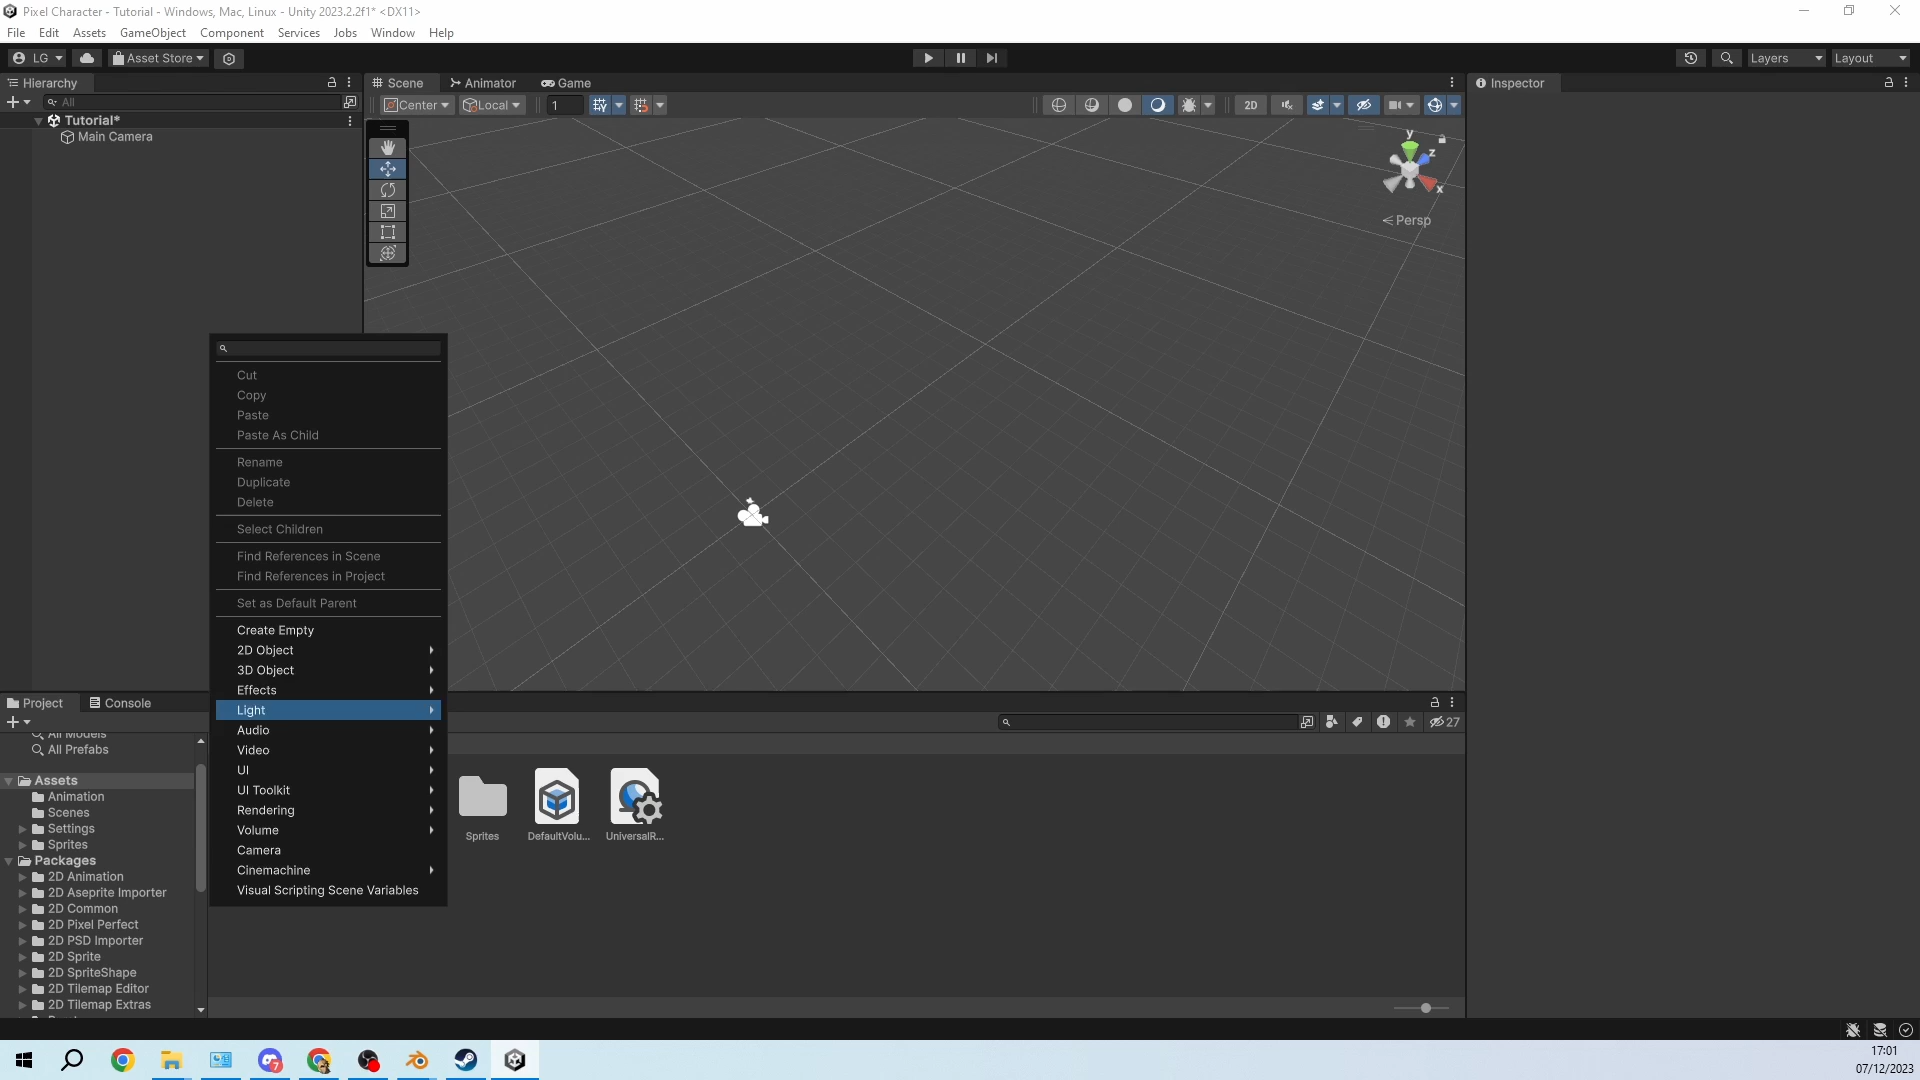 Pixel Character - Tutorial - Windows, Mac, Linux - Unity 2023.2.2f1* <DX11>
File Edit Assets GameObject Component Services Jobs Window Help
LG Asset Store Layers Layout
Hierarchy Scene Animator Game Inspector
All Center Local 1 2D
Tutorial*
Main Camera
y
z
x
Persp
Cut
Copy
Paste
Paste As Child
Rename
Duplicate
Delete
Select Children
Find References in Scene
Find References in Project
Set as Default Parent
Create Empty
2D Object
3D Object
Effects
Light
Audio
Video
UI
UI Toolkit
Rendering
Volume
Camera
Cinemachine
Visual Scripting Scene Variables
Project Console
27
All Models
All Prefabs
Assets
Animation
Scenes
Settings
Sprites
Packages
2D Animation
2D Aseprite Importer
2D Common
2D Pixel Perfect
2D PSD Importer
2D Sprite
2D SpriteShape
2D Tilemap Editor
2D Tilemap Extras
Sprites DefaultVolu... UniversalR...
7
17:01
07/12/2023